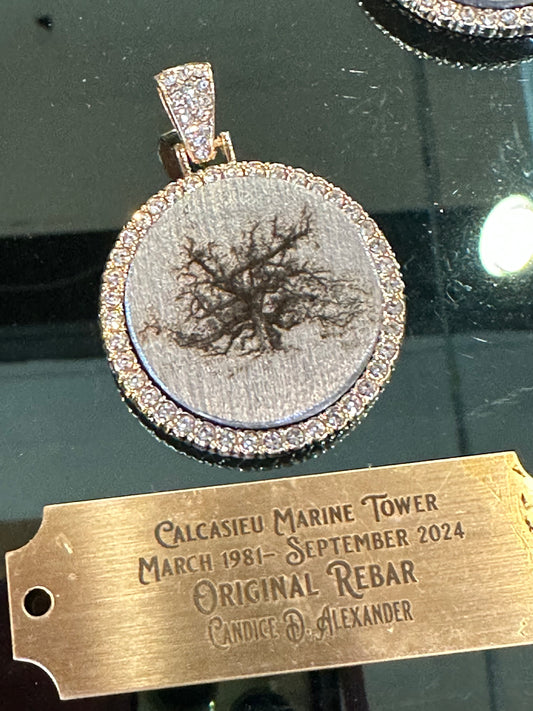 Calcasieu Marine Tower
March 1981- September 2024
Original Rebar
Candice D. Alexander